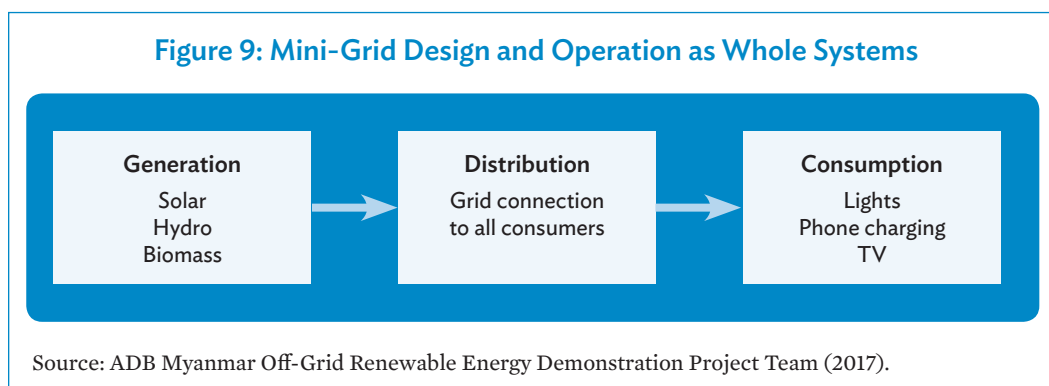 Figure 9: Mini-Grid Design and Operation as Whole Systems
Generation
Solar
Hydro
Biomass
Distribution
Grid connection
to all consumers
Consumption
Lights
Phone charging
TV
Source: ADB Myanmar Off-Grid Renewable Energy Demonstration Project Team (2017).